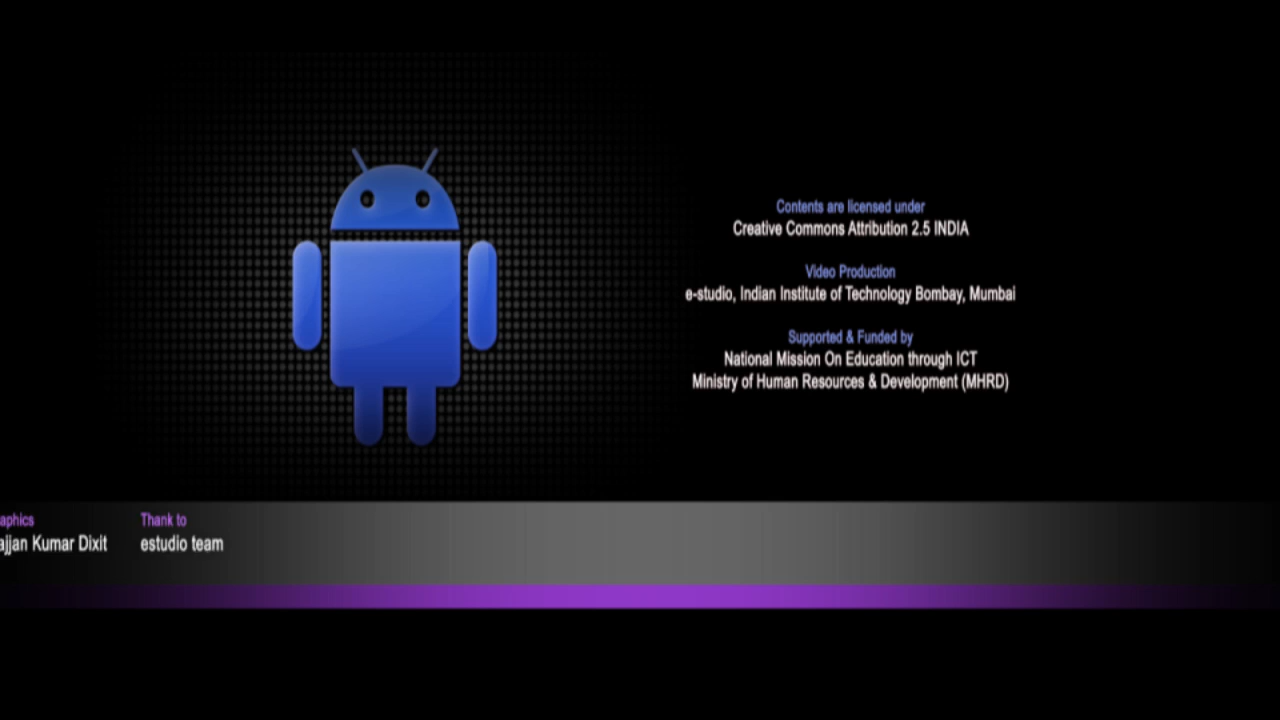 Contents are licensed under
Creative Commons Attribution 2.5 INDIA
Video Production
e-studio, Indian Institute of Technology Bombay, Mumbai
Supported & Funded by
National Mission On Education through ICT
Ministry of Human Resources & Development (MHRD)
Thank to
Kumar Dixit
estudio team